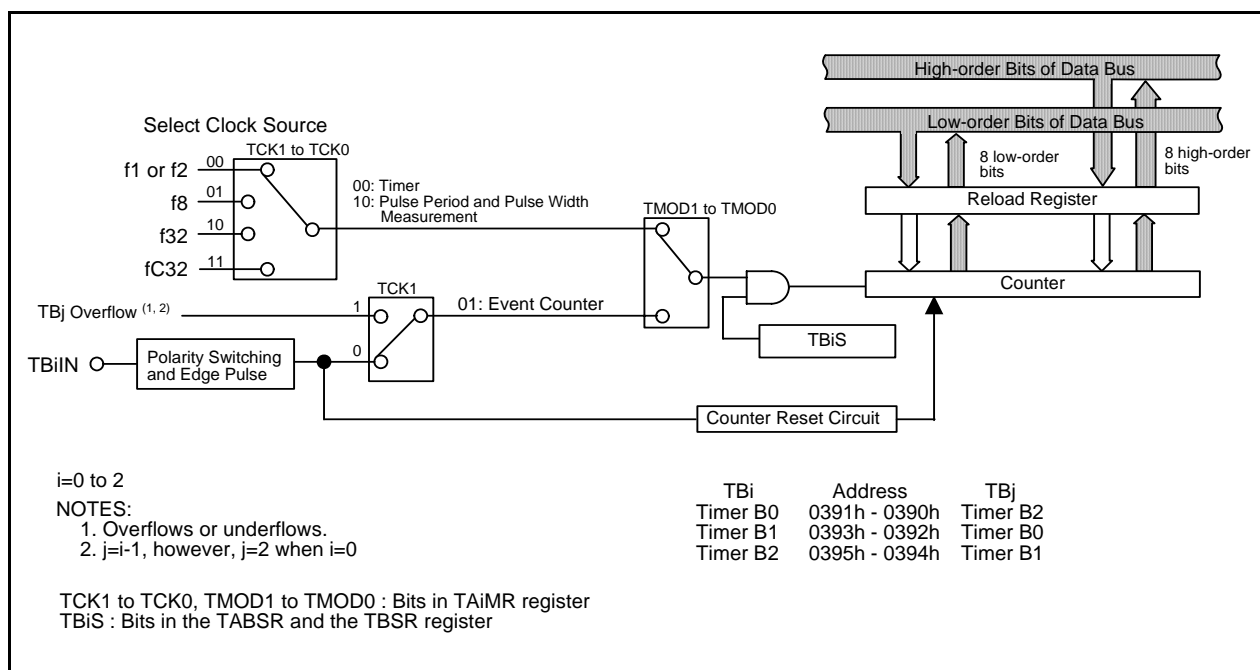 High-order Bits of Data Bus
Low-order Bits of Data Bus
8 low-order
bits
8 high-order
bits
Select Clock Source
TCK1 to TCK0
f1 or f2
00
f8
01
f32
10
fC32
11
00: Timer
10: Pulse Period and Pulse Width
Measurement
TMOD1 to TMOD0
Reload Register
Counter
TCK1
TBj Overflow (1, 2)
1
01: Event Counter
0
TBiS
TBiIN
Polarity Switching
and Edge Pulse
Counter Reset Circuit
i=0 to 2
NOTES:
1. Overflows or underflows.
2. j=i-1, however, j=2 when i=0
TBi Address TBj
Timer B0 0391h - 0390h Timer B2
Timer B1 0393h - 0392h Timer B0
Timer B2 0395h - 0394h Timer B1
TCK1 to TCK0, TMOD1 to TMOD0 : Bits in TAiMR register
TBiS : Bits in the TABSR and the TBSR register